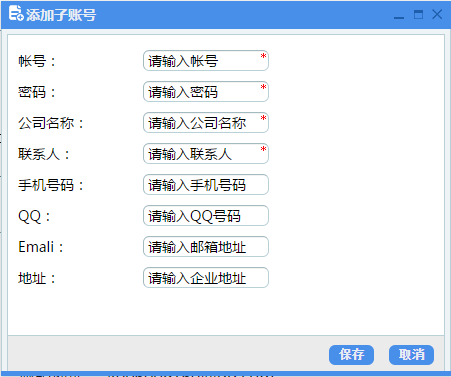 添加子账号
帐号： 请输入帐号 *
密码： 请输入密码 *
公司名称： 请输入公司名称 *
联系人： 请输入联系人 *
手机号码： 请输入手机号码
QQ： 请输入QQ号码
Emali： 请输入邮箱地址
地址： 请输入企业地址
保存 取消